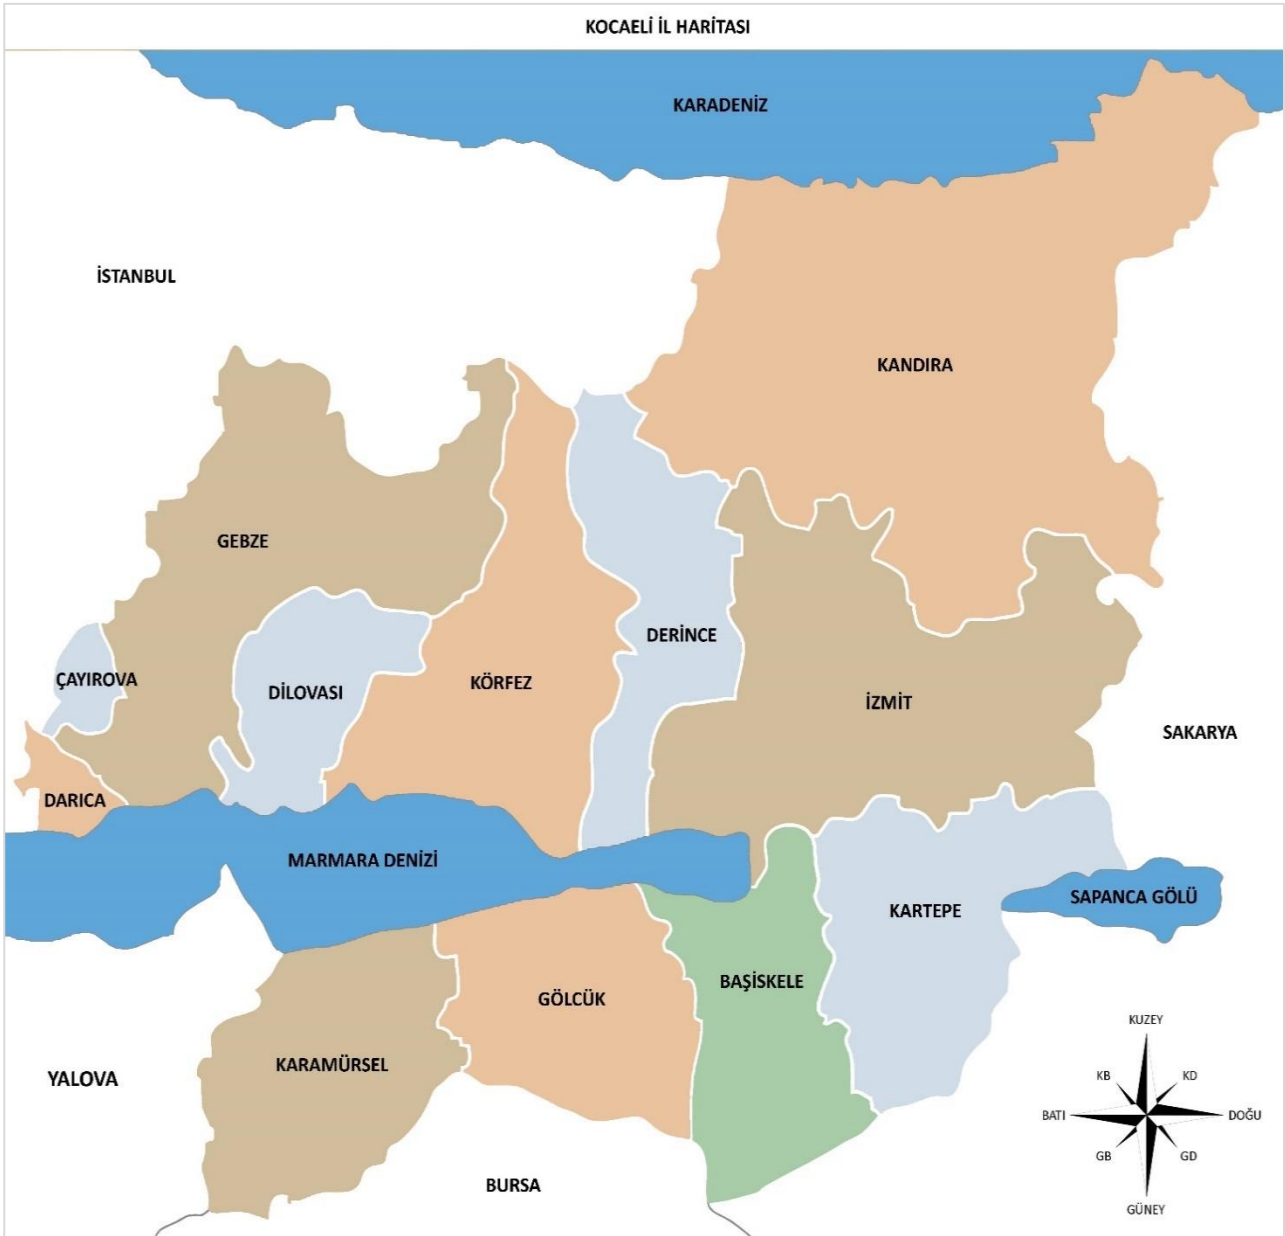 KOCAELİ İL HARİTASI
KARADENİZ
İSTANBUL
KANDIRA
GEBZE
DERİNCE
ÇAYIROVA
DİLOVASI
KÖRFEZ
İZMİT
SAKARYA
DARICA
MARMARA DENİZİ
SAPANCA GÖLÜ
KARTEPE
BAŞİSKELE
GÖLCÜK
KARAMÜRSEL
YALOVA
BURSA
KUZEY
KB
KD
BATI
DOĞU
GB
GD
GÜNEY